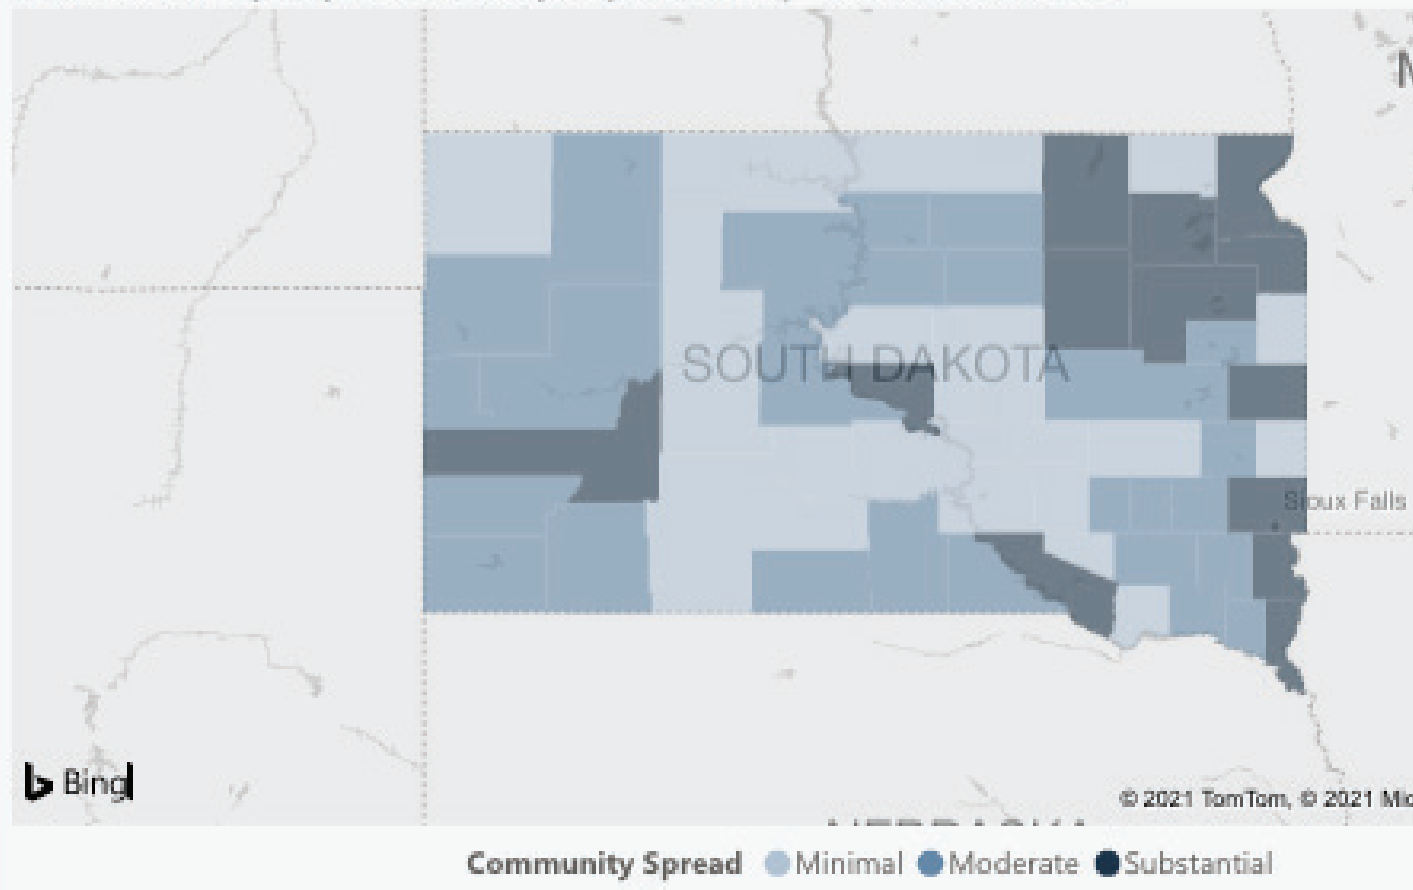 SOUTH DAKOTA
Sioux Falls
Bing
© 2021 TomTom, © 2021 Mic
Community Spread Minimal Moderate Substantial